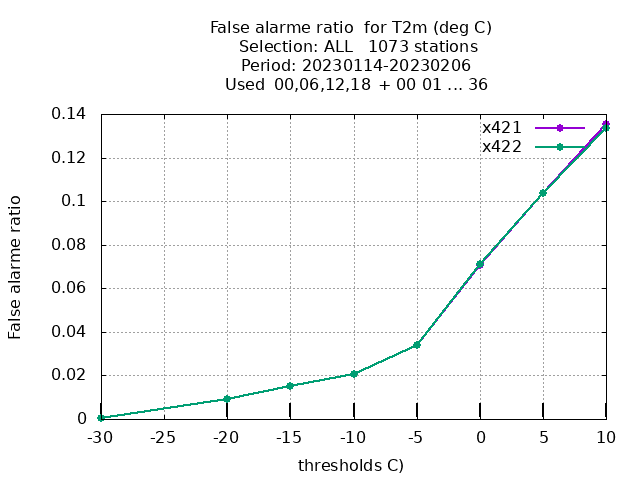 False alarme ratio  for T2m (deg C)
Selection: ALL   1073 stations
Period: 20230114-20230206
Used  00,06,12,18  + 00 01 ... 36
x421
x422
0.14
0.12
0.1
0.08
0.06
0.04
0.02
0
False alarme ratio
-30 -25 -20 -15 -10 -5 0 5 10
thresholds C)